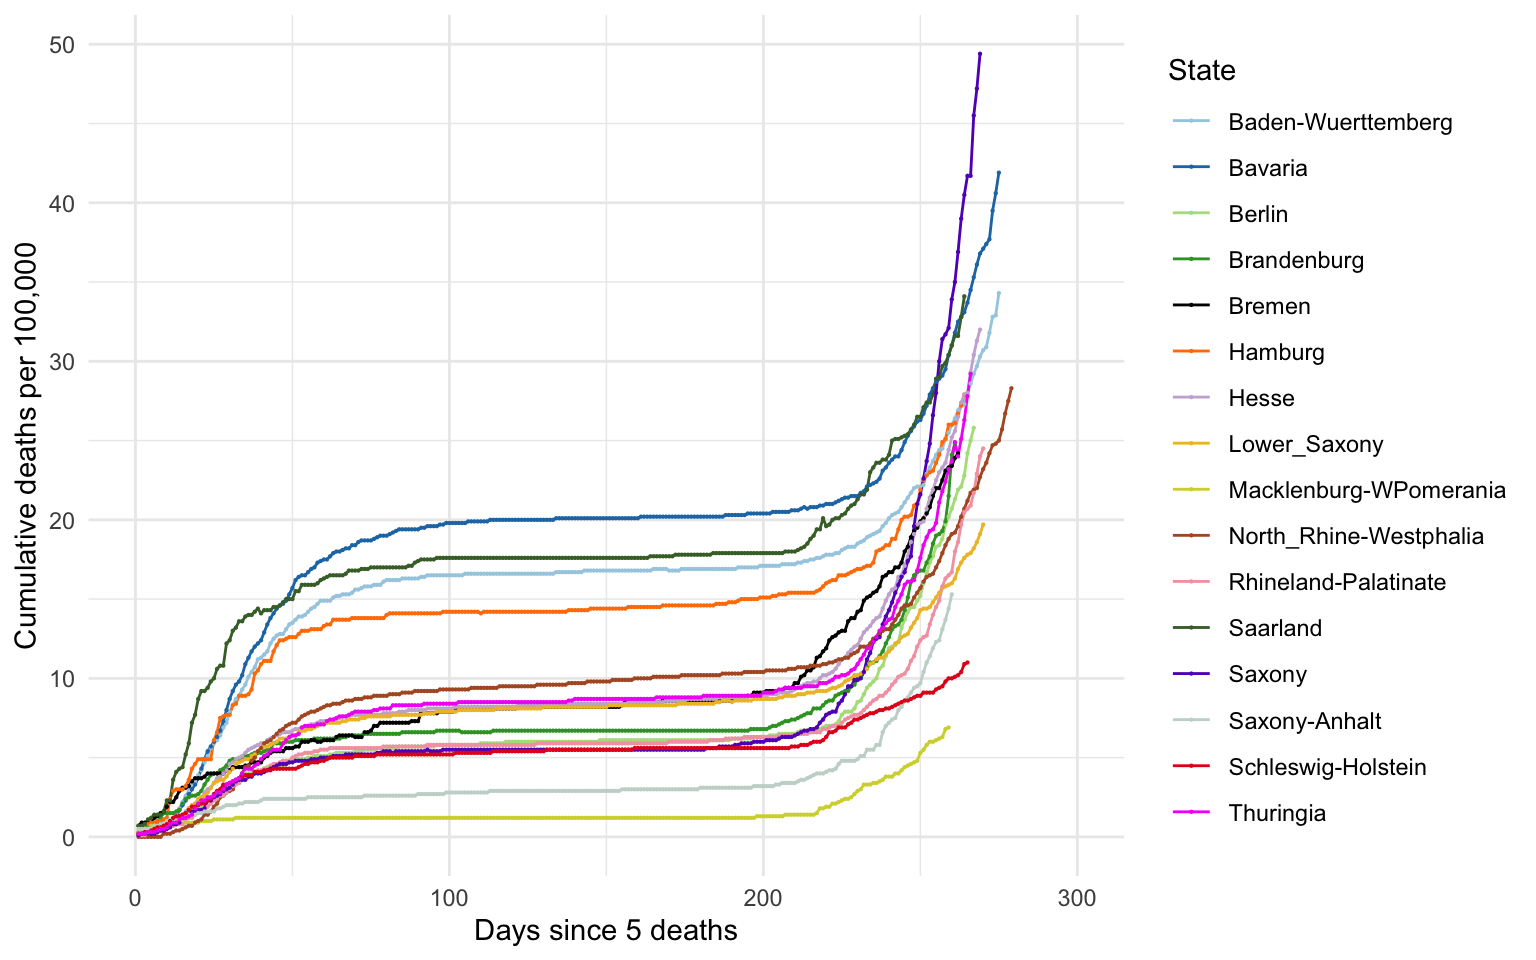 50
40
30
20
10
0
Cumulative deaths per 100,000
0 100 200 300
Days since 5 deaths
State
Baden-Wuerttemberg
Bavaria
Berlin
Brandenburg
Bremen
Hamburg
Hesse
Lower_Saxony
Macklenburg-WPomerania
North_Rhine-Westphalia
Rhineland-Palatinate
Saarland
Saxony
Saxony-Anhalt
Schleswig-Holstein
Thuringia